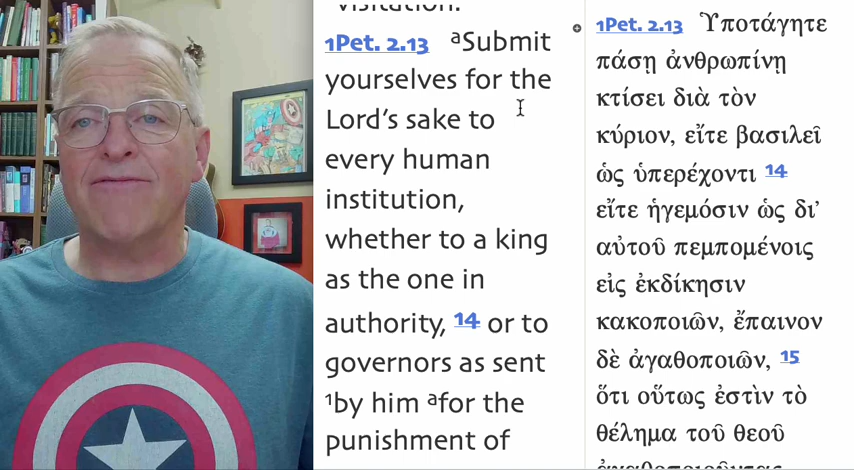 visitation.
1Pet. 2.13 ᵃSubmit
yourselves for the
Lord’s sake to
every human
institution,
whether to a king
as the one in
authority, 14 or to
governors as sent
¹by him ᵃfor the
punishment of
1Pet. 2.13 Ὑποτάγητε
πάσῃ ἀνθρωπίνῃ
κτίσει διὰ τὸν
κύριον, εἴτε βασιλεῖ
ὡς ὑπερέχοντι 14
εἴτε ἡγεμόσιν ὡς δι’
αὐτοῦ πεμπομένοις
εἰς ἐκδίκησιν
κακοποιῶν, ἔπαινον
δὲ ἀγαθοποιῶν, 15
ὅτι οὕτως ἐστὶν τὸ
θέλημα τοῦ θεοῦ
ἀγαθοποιοῦντας